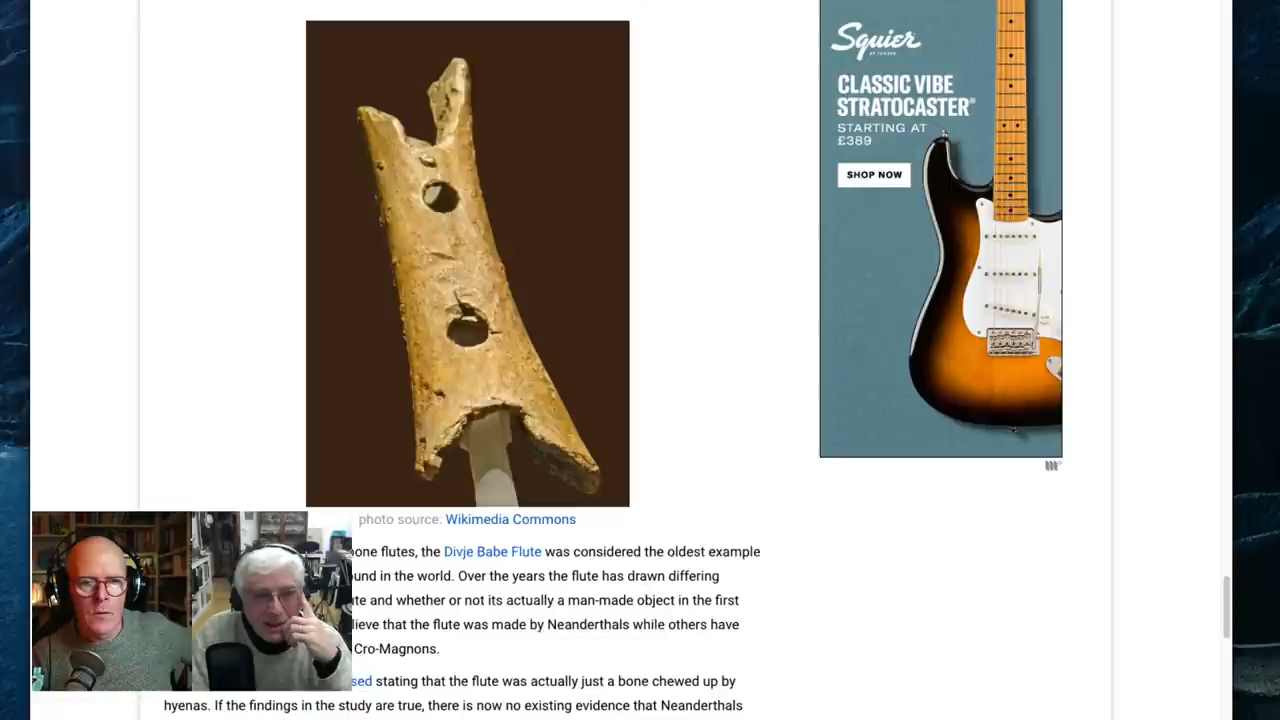 Squier
BY FENDER
CLASSIC VIBE
STRATOCASTER®
STARTING AT
£389
SHOP NOW
photo source: Wikimedia Commons
bone flutes, the Divje Babe Flute was considered the oldest example
und in the world. Over the years the flute has drawn differing
te and whether or not its actually a man-made object in the first
lieve that the flute was made by Neanderthals while others have
Cro-Magnons.
sed stating that the flute was actually just a bone chewed up by
hyenas. If the findings in the study are true, there is now no existing evidence that Neanderthals